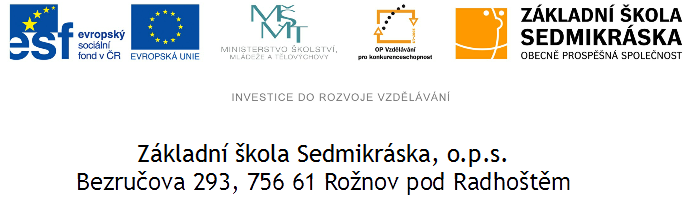 esf evropský sociální fond v ČR
EVROPSKÁ UNIE
MINISTERSTVO ŠKOLSTVÍ,
MLÁDEŽE A TĚLOVÝCHOVY
OP Vzdělávání
pro konkurenceschopnost
ZÁKLADNÍ ŠKOLA
SEDMIKRÁSKA
OBECNĚ PROSPĚŠNÁ SPOLEČNOST
INVESTICE DO ROZVOJE VZDĚLÁVÁNÍ
Základní škola Sedmikráska, o.p.s.
Bezručova 293, 756 61 Rožnov pod Radhoštěm